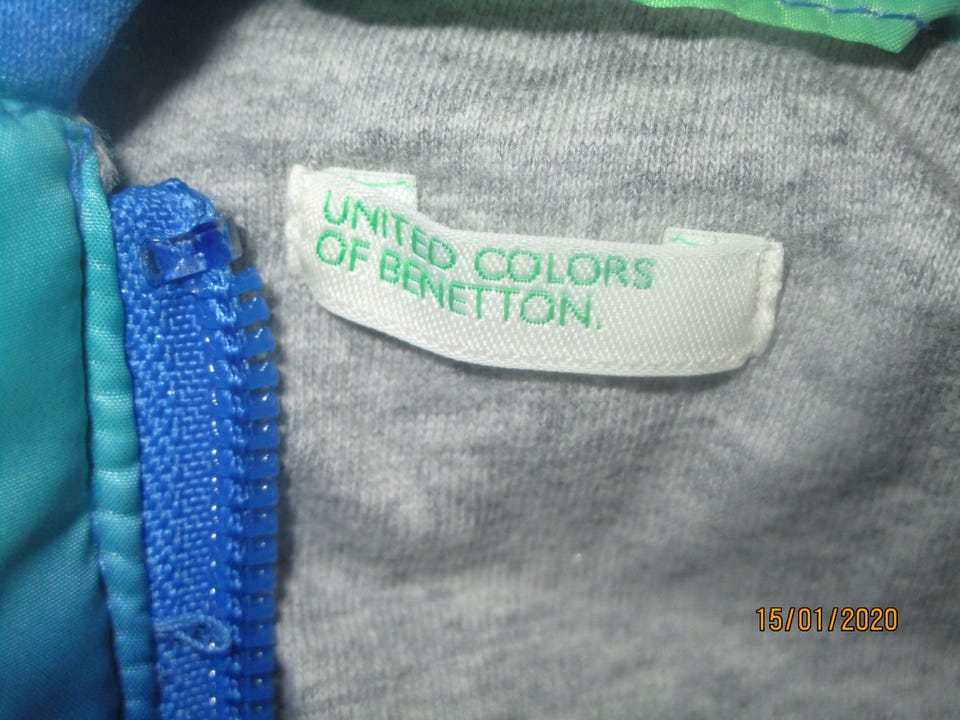 UNITED COLORS
OF BENETTON.
15/01/2020